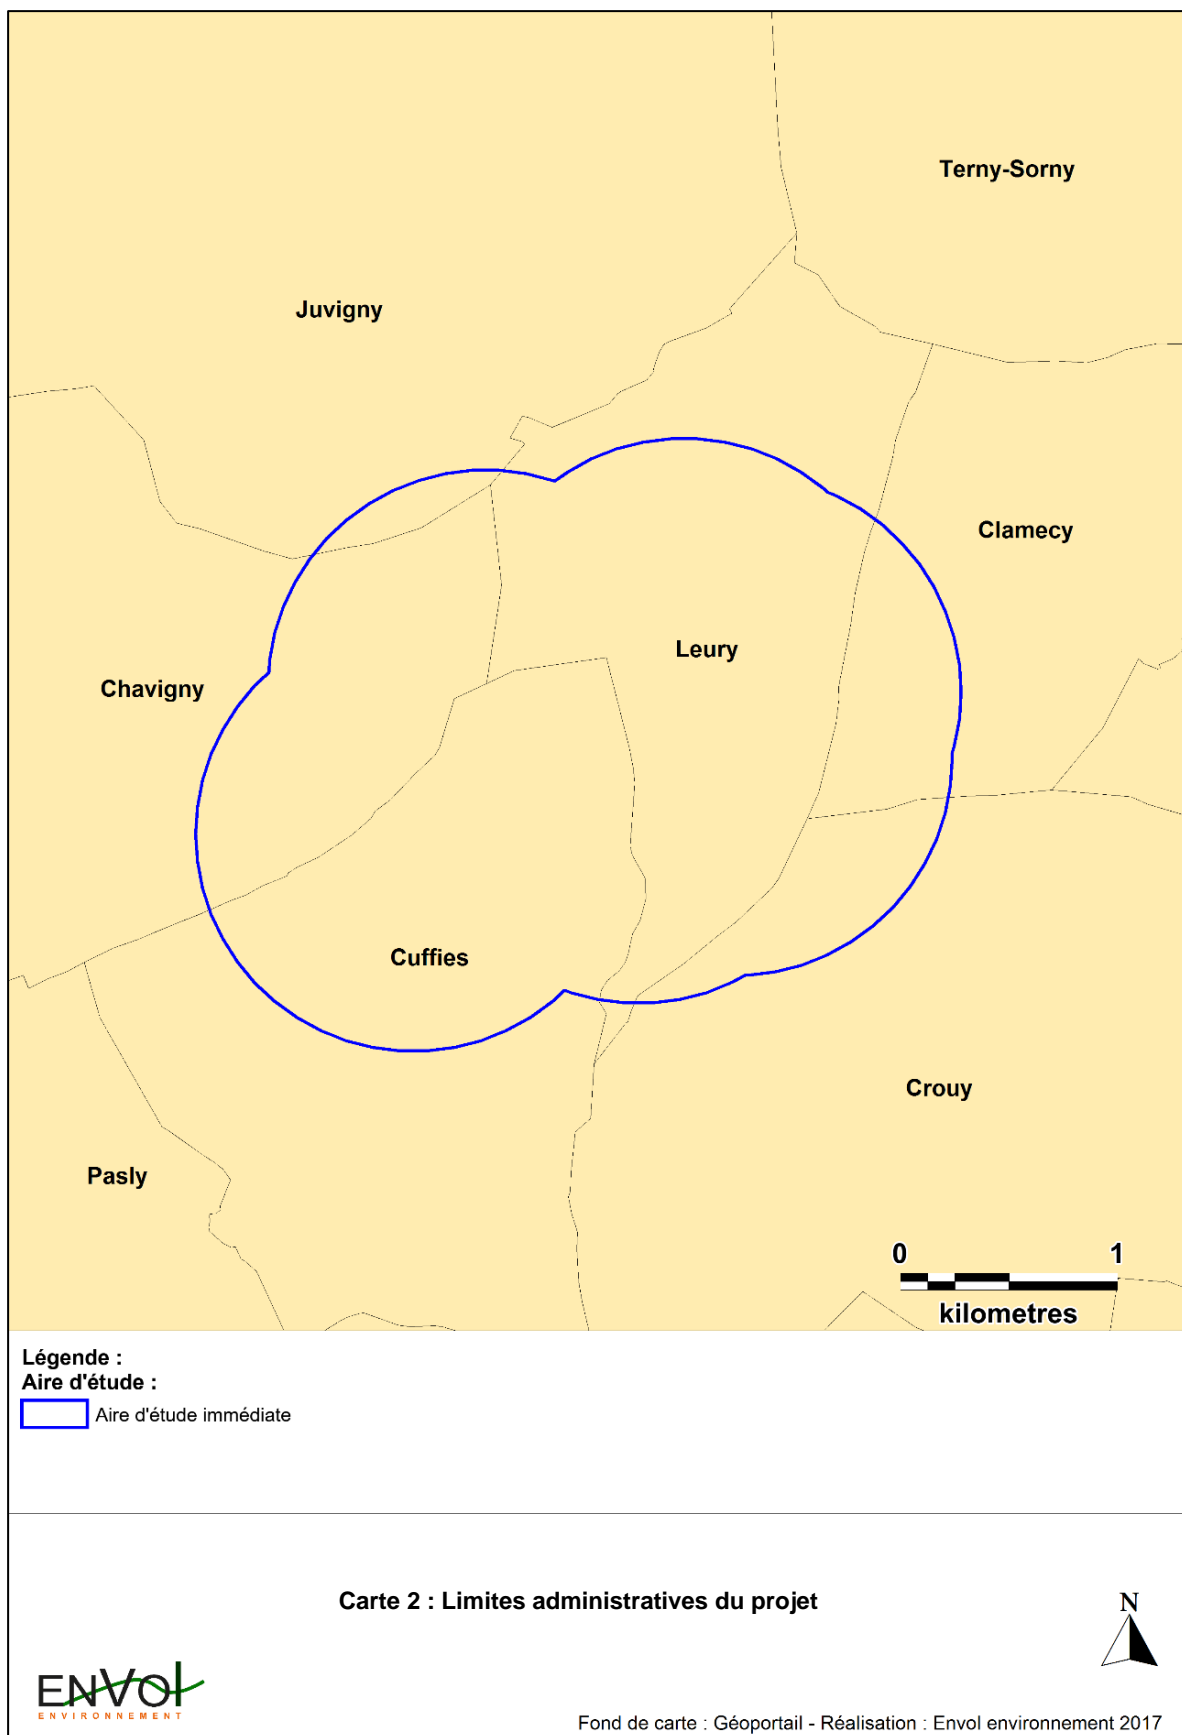 Terny-Sorny
Juvigny
Clamecy
Leury
Chavigny
Cuffies
Crouy
Pasly
0 1
kilometres
Légende :
Aire d'étude :
Aire d'étude immédiate
Carte 2 : Limites administratives du projet
N
ENVOl
ENVIRONNEMENT
Fond de carte : Géoportail - Réalisation : Envol environnement 2017